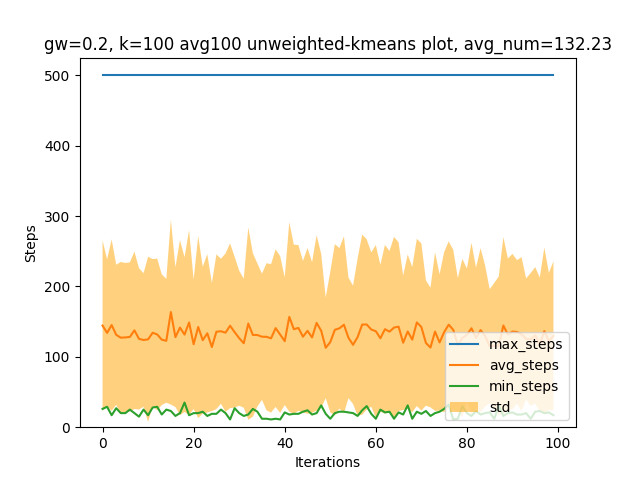 gw=0.2, k=100 avg100 unweighted-kmeans plot, avg_num=132.23
500
400
300
200
100
0
Steps
0
20
40
60
80
100
Iterations
max_steps
avg_steps
min_steps
std